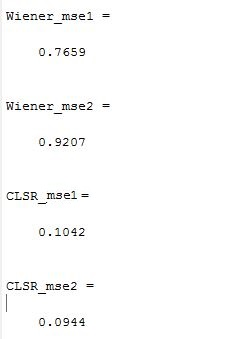 Wiener_mse1 =
0.7659
Wiener_mse2 =
0.9207
CLSR_mse1 =
0.1042
CLSR_mse2 =
0.0944